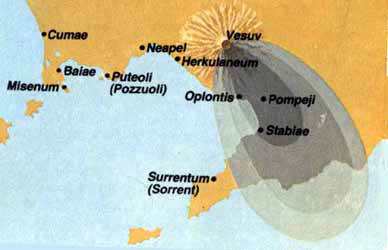 Cumae
Vesuv
Neapel
Herkulaneum
Baiae
Puteoli
(Pozzuoli)
Misenum
Oplontis
Pompeji
Stabiae
Surrentum
(Sorrent)